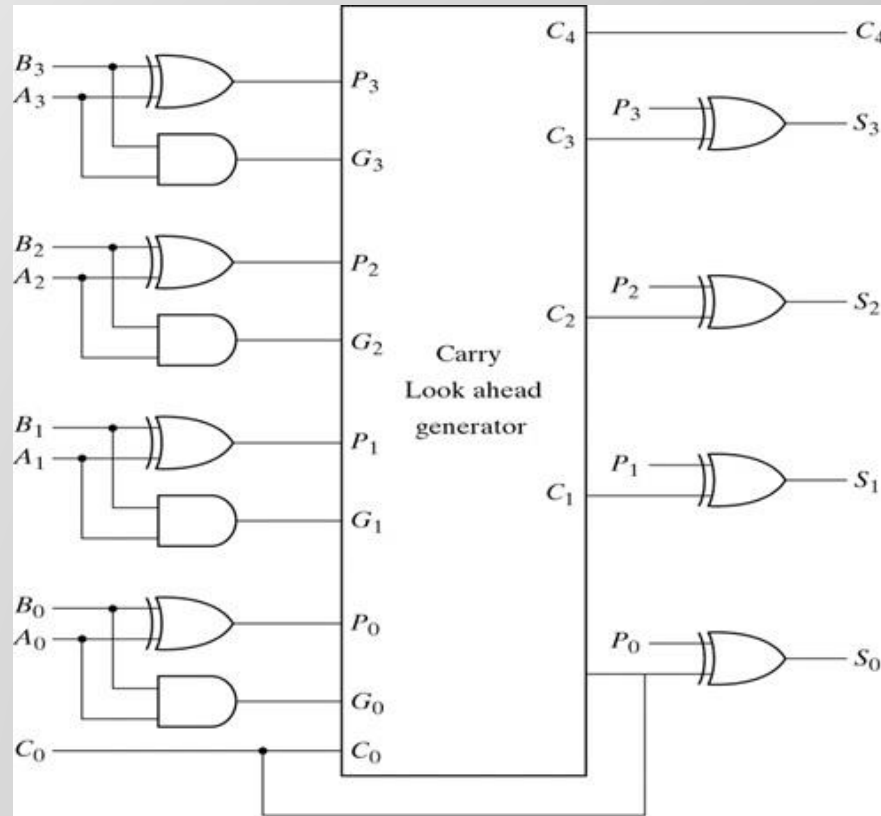 B3
A3
P3
G3
B2
A2
P2
G2
B1
A1
P1
G1
B0
A0
P0
G0
C0
C0
Carry
Look ahead
generator
C4
C4
P3
C3
S3
P2
C2
S2
P1
C1
S1
P0
S0